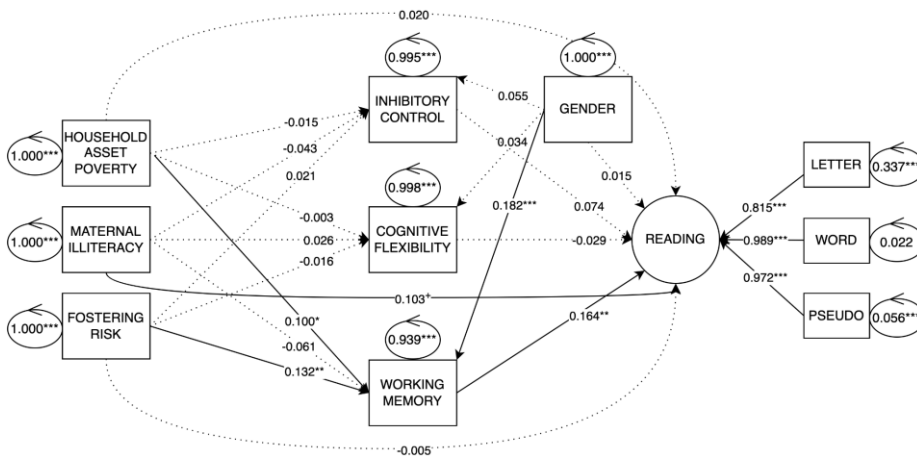 0.020
0.995***
1.000***
INHIBITORY
CONTROL
GENDER
0.055
HOUSEHOLD
ASSET
POVERTY
1.000***
-0.015
-0.043
0.021
0.034
LETTER
0.337***
0.998***
0.015
0.815***
MATERNAL
ILLITERACY
1.000***
-0.003
0.026
-0.016
COGNITIVE
FLEXIBILITY
0.182***
0.074
-0.029
READING
0.989***
WORD
0.022
0.972***
FOSTERING
RISK
1.000***
0.103+
0.100*
-0.061
0.132**
0.939***
0.164**
PSEUDO
0.056***
WORKING
MEMORY
-0.005